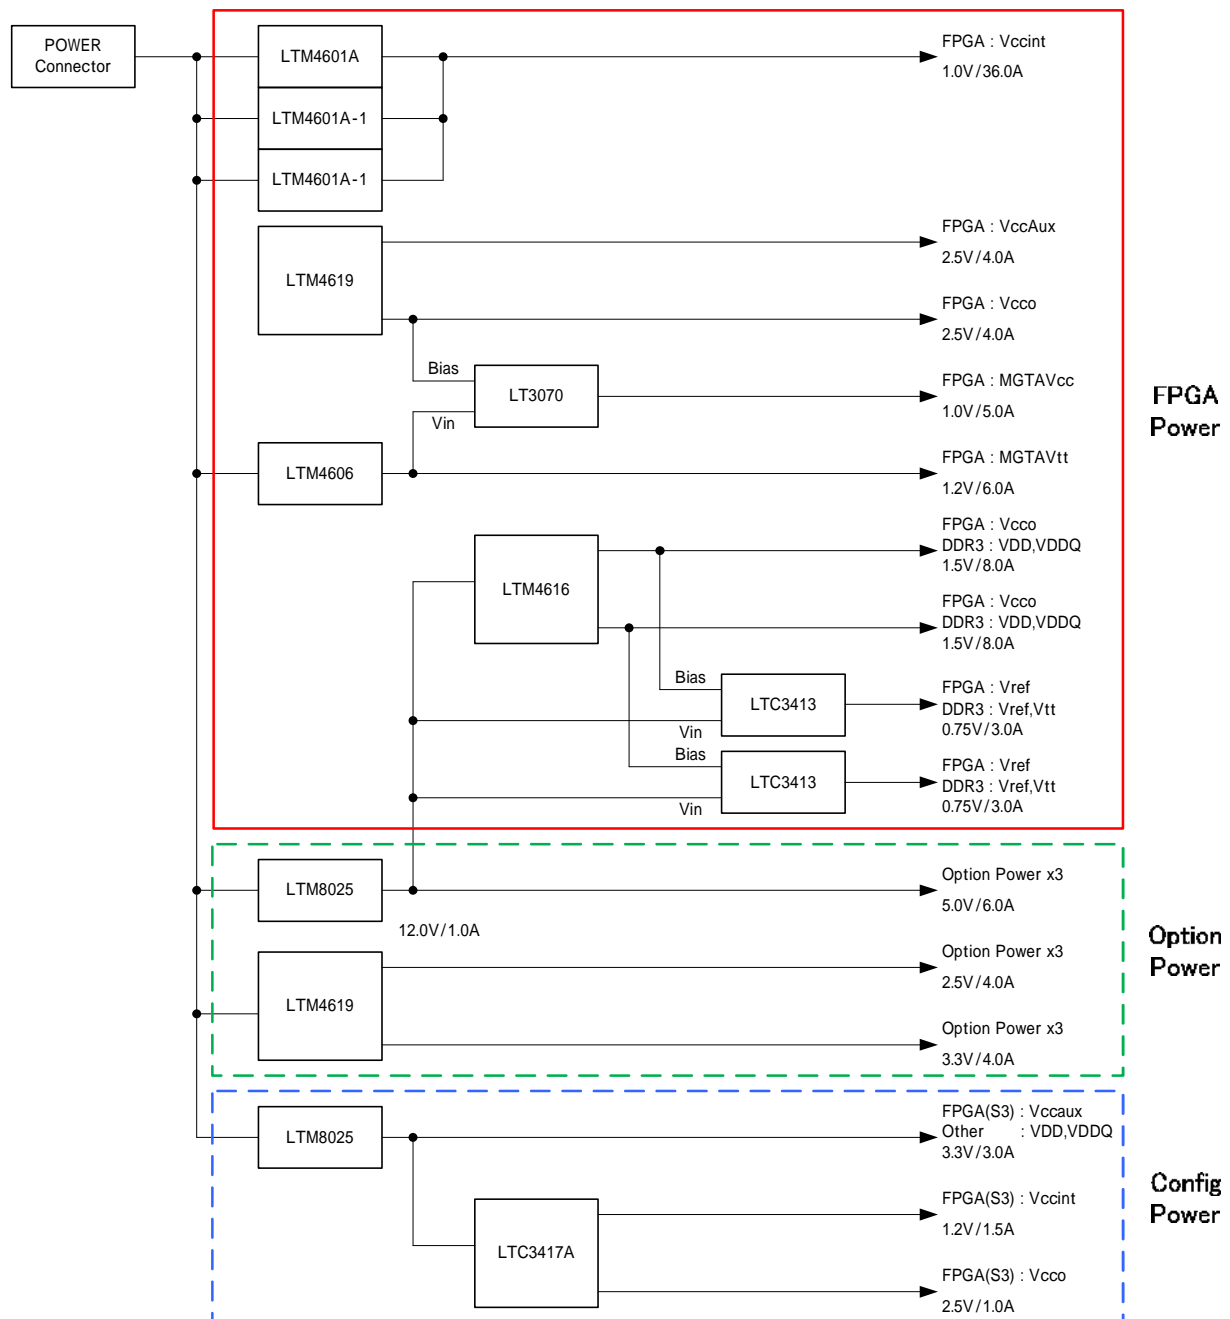 POWER
Connector
LTM4601A
FPGA : Vccint
1.0V/36.0A
LTM4601A-1
LTM4601A-1
LTM4619
FPGA : VccAux
2.5V/4.0A
FPGA : Vcco
2.5V/4.0A
Bias
LT3070
Vin
FPGA : MGTAVcc
1.0V/5.0A
FPGA
Power
LTM4606
FPGA : MGTAVtt
1.2V/6.0A
LTM4616
FPGA : Vcco
DDR3 : VDD,VDDQ
1.5V/8.0A
FPGA : Vcco
DDR3 : VDD,VDDQ
1.5V/8.0A
Bias
LTC3413
Vin
FPGA : Vref
DDR3 : Vref,Vtt
0.75V/3.0A
Bias
LTC3413
Vin
FPGA : Vref
DDR3 : Vref,Vtt
0.75V/3.0A
LTM8025
12.0V/1.0A
Option Power x3
5.0V/6.0A
Option
Power
LTM4619
Option Power x3
2.5V/4.0A
Option Power x3
3.3V/4.0A
LTM8025
FPGA(S3) : Vccaux
Other : VDD,VDDQ
3.3V/3.0A
Config
Power
LTC3417A
FPGA(S3) : Vccint
1.2V/1.5A
FPGA(S3) : Vcco
2.5V/1.0A